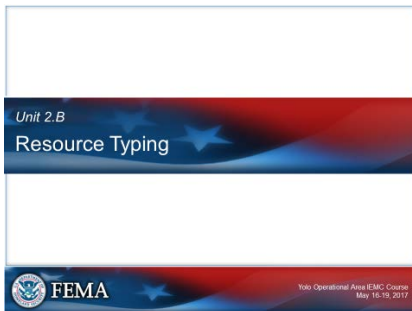 Unit 2.B
Resource Typing
FEMA
Yolo Operational Area IEMC Course
May 16-19, 2017